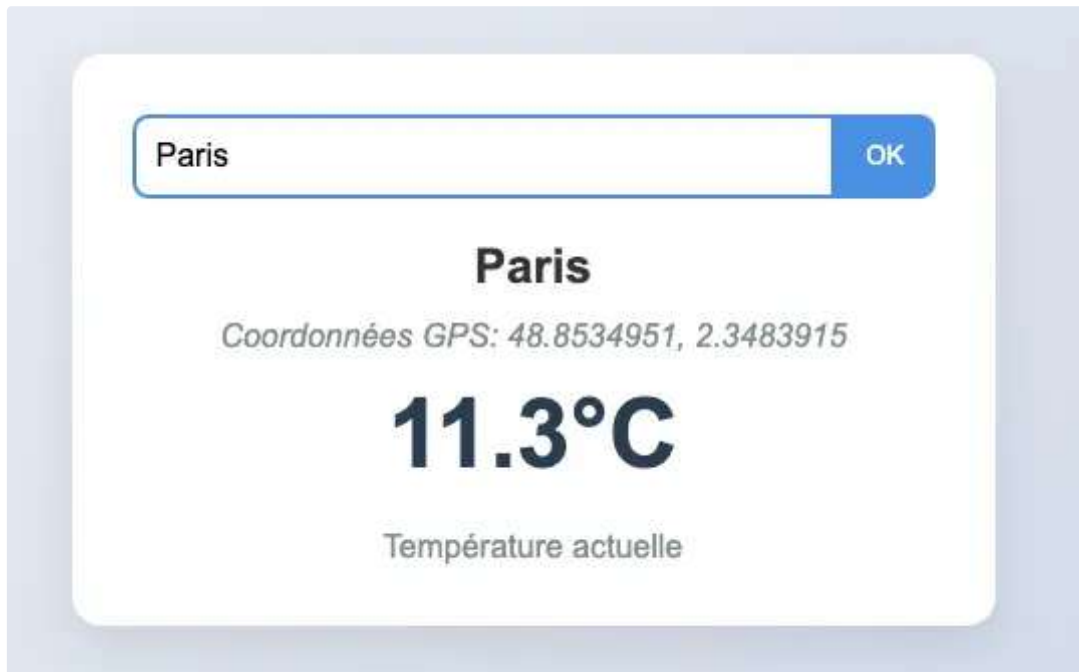 Paris
OK
Paris
Coordonnées GPS: 48.8534951, 2.3483915
11.3°C
Température actuelle